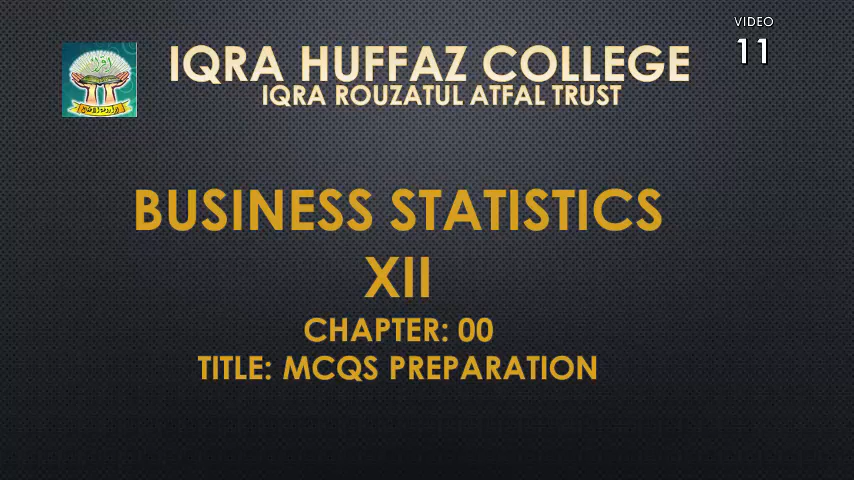 VIDEO
11
IQRA HUFFAZ COLLEGE
IQRA ROUZATUL ATFAL TRUST
BUSINESS STATISTICS
XII
CHAPTER: 00
TITLE: MCQS PREPARATION